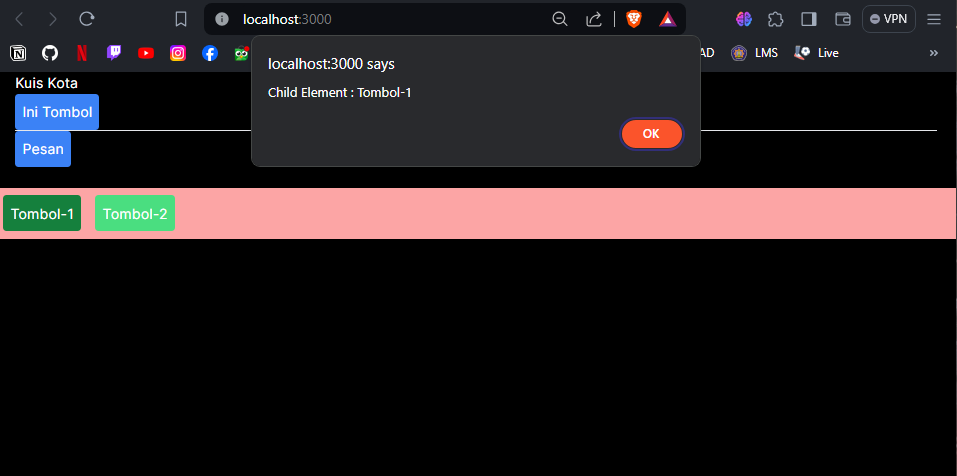 localhost:3000
VPN
AD
LMS
Live
»
localhost:3000 says
Child Element : Tombol-1
OK
Kuis Kota
Ini Tombol
Pesan
Tombol-1
Tombol-2